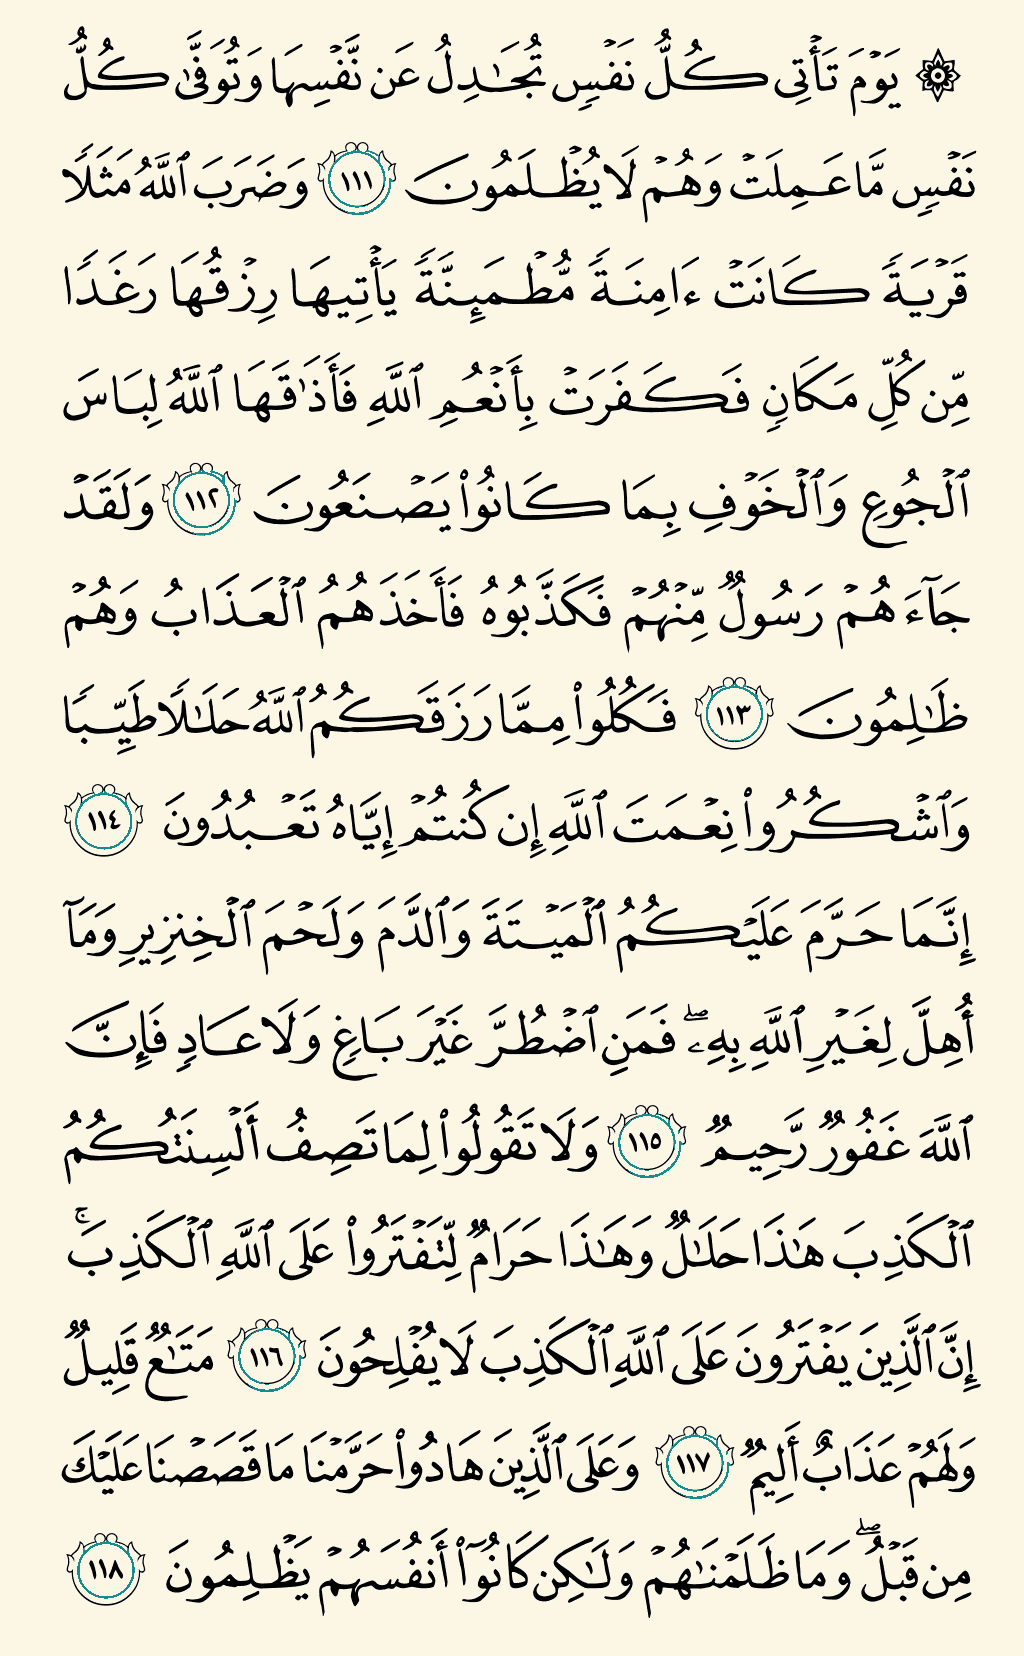 ۞ يَوۡمَ تَأۡتِي كُلُّ نَفۡسٖ تُجَٰدِلُ عَن نَّفۡسِهَا وَتُوَفَّىٰ كُلُّ
نَفۡسٖ مَّا عَمِلَتۡ وَهُمۡ لَا يُظۡلَمُونَ ١١١ وَضَرَبَ ٱللَّهُ مَثَلٗا
قَرۡيَةٗ كَانَتۡ ءَامِنَةٗ مُّطۡمَئِنَّةٗ يَأۡتِيهَا رِزۡقُهَا رَغَدٗا
مِّن كُلِّ مَكَانٖ فَكَفَرَتۡ بِأَنۡعُمِ ٱللَّهِ فَأَذَٰقَهَا ٱللَّهُ لِبَاسَ
ٱلۡجُوعِ وَٱلۡخَوۡفِ بِمَا كَانُواْ يَصۡنَعُونَ ١١٢ وَلَقَدۡ
جَآءَهُمۡ رَسُولٞ مِّنۡهُمۡ فَكَذَّبُوهُ فَأَخَذَهُمُ ٱلۡعَذَابُ وَهُمۡ
ظَٰلِمُونَ ١١٣ فَكُلُواْ مِمَّا رَزَقَكُمُ ٱللَّهُ حَلَٰلٗا طَيِّبٗا
وَٱشۡكُرُواْ نِعۡمَتَ ٱللَّهِ إِن كُنتُمۡ إِيَّاهُ تَعۡبُدُونَ ١١٤
إِنَّمَا حَرَّمَ عَلَيۡكُمُ ٱلۡمَيۡتَةَ وَٱلدَّمَ وَلَحۡمَ ٱلۡخِنزِيرِ وَمَآ
أُهِلَّ لِغَيۡرِ ٱللَّهِ بِهِۦۖ فَمَنِ ٱضۡطُرَّ غَيۡرَ بَاغٖ وَلَا عَادٖ فَإِنَّ
ٱللَّهَ غَفُورٞ رَّحِيمٞ ١١٥ وَلَا تَقُولُواْ لِمَا تَصِفُ أَلۡسِنَتُكُمُ
ٱلۡكَذِبَ هَٰذَا حَلَٰلٞ وَهَٰذَا حَرَامٞ لِّتَفۡتَرُواْ عَلَى ٱللَّهِ ٱلۡكَذِبَۚ
إِنَّ ٱلَّذِينَ يَفۡتَرُونَ عَلَى ٱللَّهِ ٱلۡكَذِبَ لَا يُفۡلِحُونَ ١١٦ مَتَٰعٞ قَلِيلٞ
وَلَهُمۡ عَذَابٌ أَلِيمٞ ١١٧ وَعَلَى ٱلَّذِينَ هَادُواْ حَرَّمۡنَا مَا قَصَصۡنَا عَلَيۡكَ
مِن قَبۡلُۖ وَمَا ظَلَمۡنَٰهُمۡ وَلَٰكِن كَانُوٓاْ أَنفُسَهُمۡ يَظۡلِمُونَ ١١٨